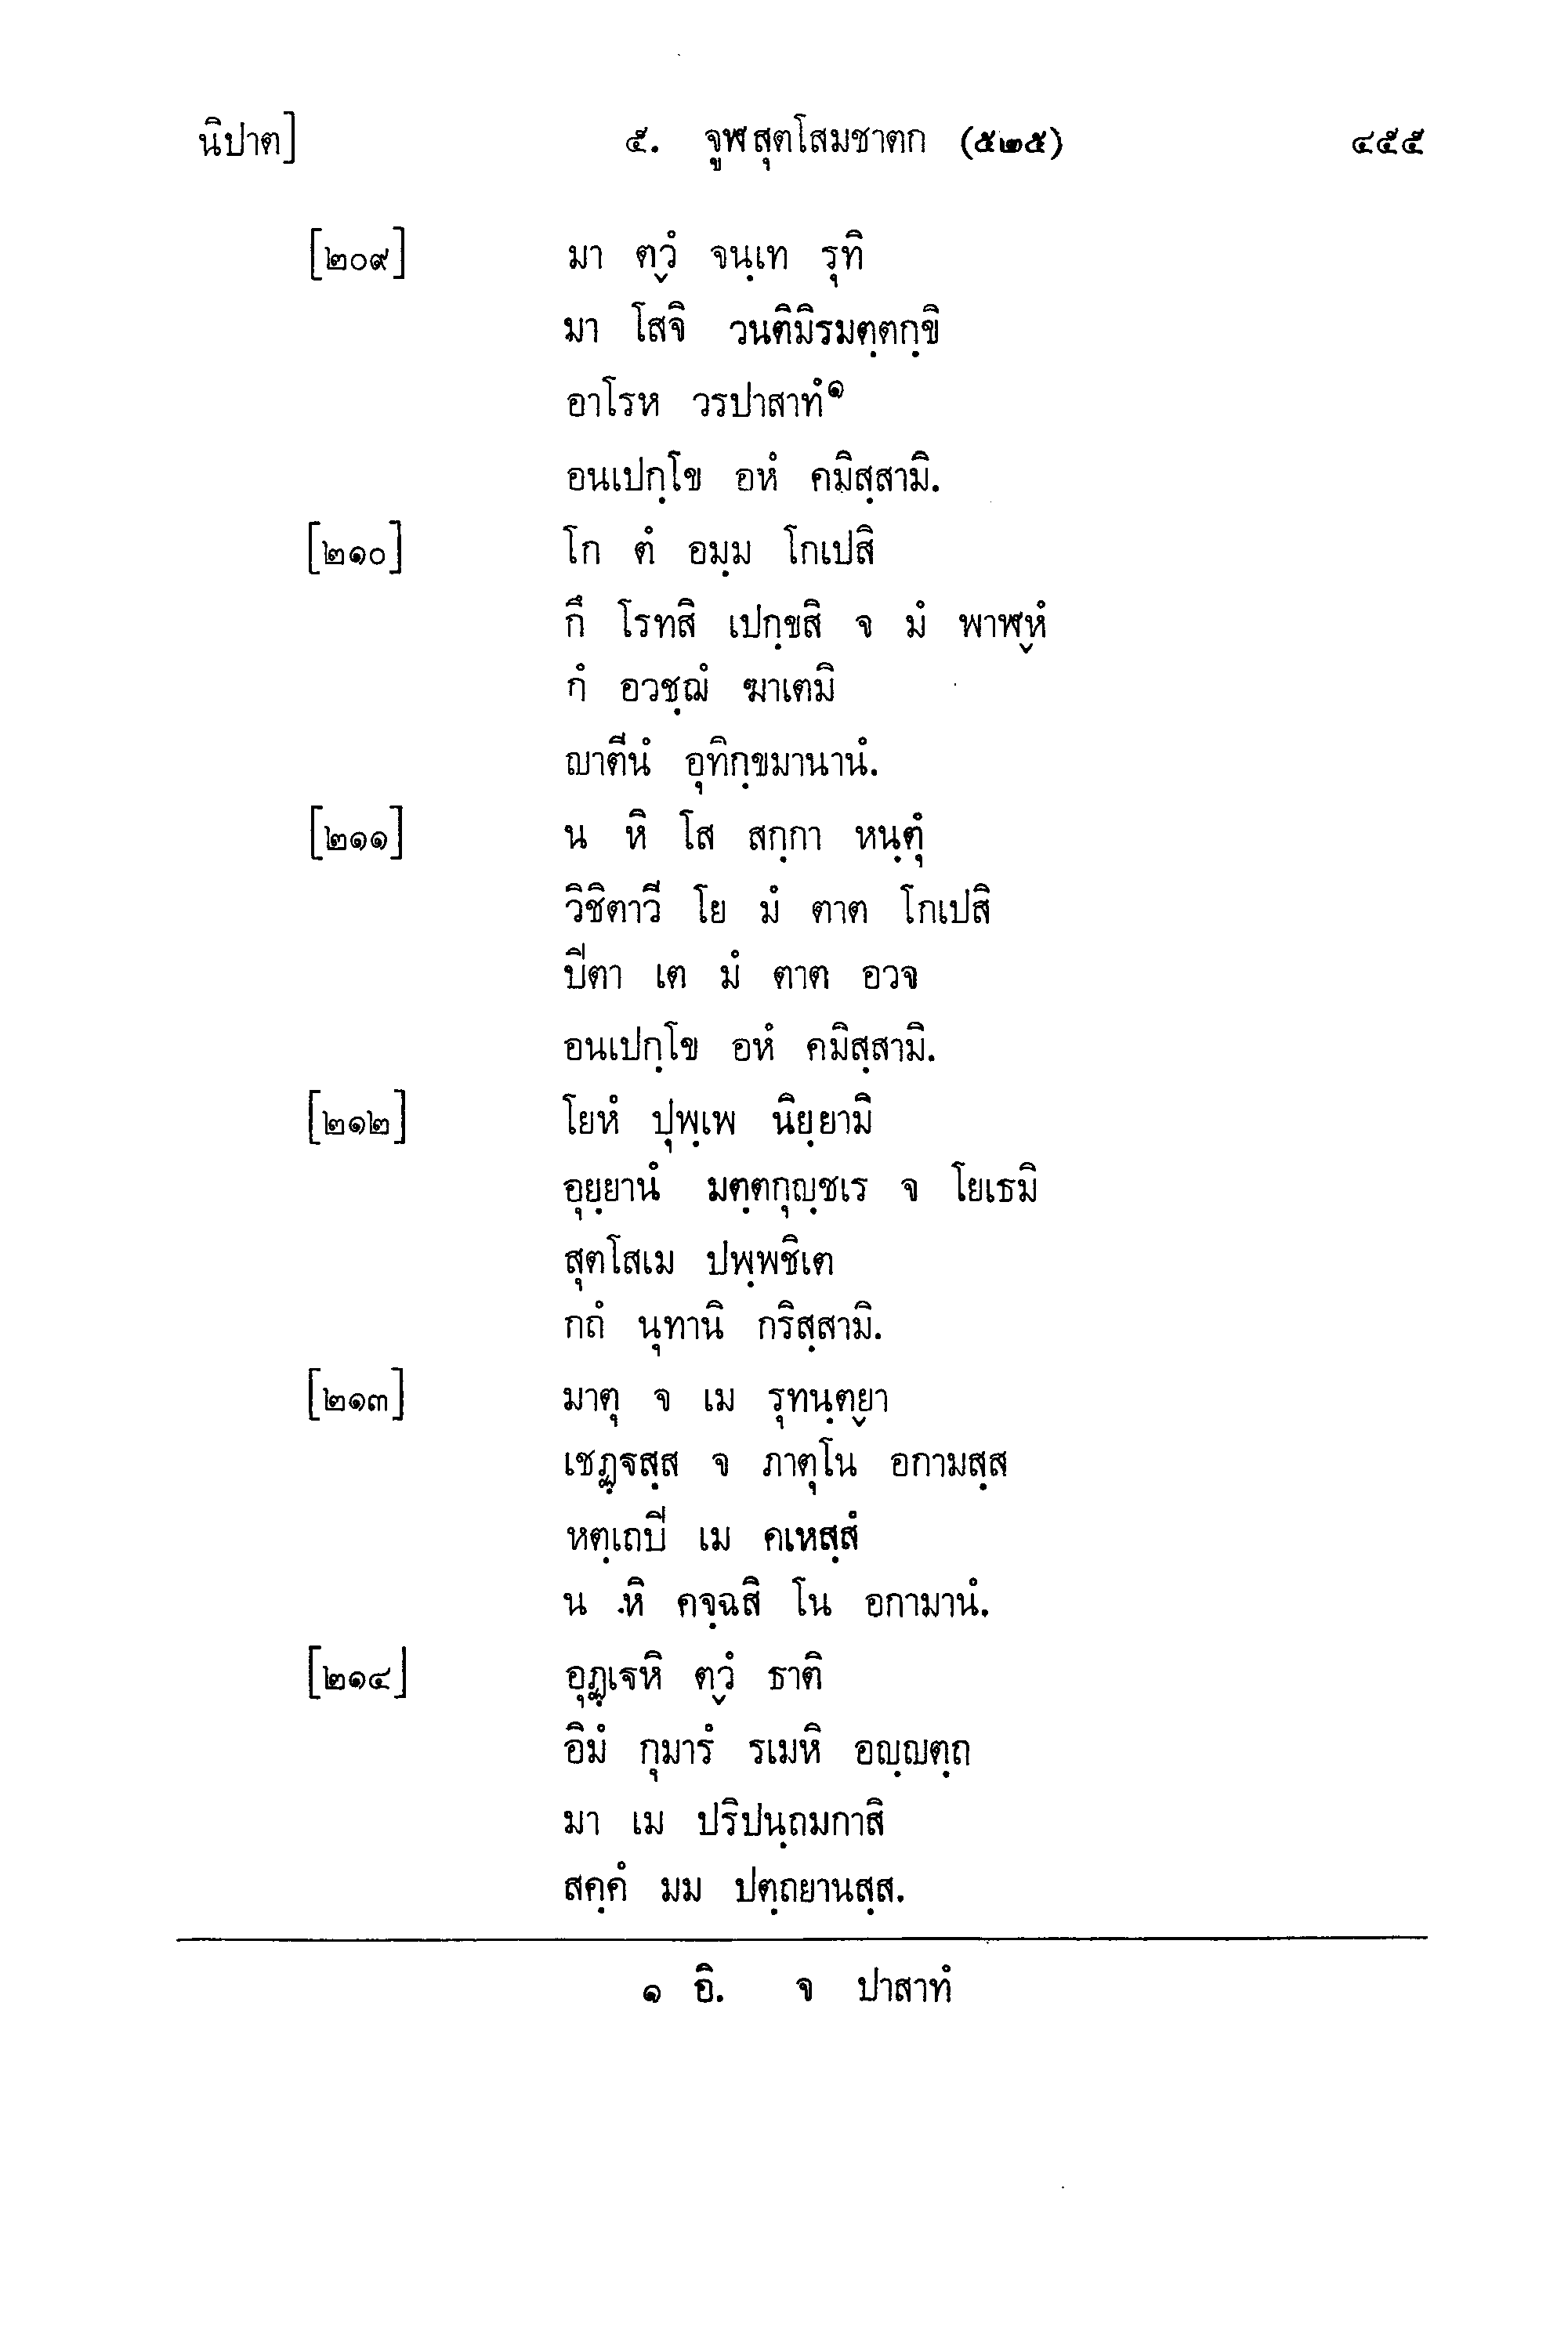 นิปาต] ๕. จูฬสุตโสมชาตก (๕๒๕) ๔๕๕
[๒๐๙] มา ตฺวํ จนฺเท รุทิ
มา โสจิ วนติมิรมตฺตกฺขิ
อาโรห วรปาสาทํ๑
อนเปกฺโข อหํ คมิสฺสามิ.
[๒๑๐] โก ตํ อมฺม โกเปสิ
กึ โรทสิ เปกฺขสิ จ มํ พาฬฺหํ
กํ อวชฺฌํ ฆาเตมิ
ญาตีนํ อุทิกฺขมานานํ.
[๒๑๑] น หิ โส สกฺกา หนฺตุํ
วิชิตาวี โย มํ ตาต โกเปสิ
ปิตา เต มํ ตาต อวจ
อนเปกฺโข อหํ คมิสฺสามิ.
[๒๑๒] โยหํ ปุพฺเพ นิยฺยามิ
อุยฺยานํ มตฺตกุญฺชเร จ โยเธมิ
สุตโสเม ปพฺพชิเต
กถํ นุทานิ กริสฺสามิ.
[๒๑๓] มาตุ จ เม รุทนฺตฺยา
เชฏฺฐสฺส จ ภาตุโน อกามสฺส
หตฺเถปิ เม คเหสฺสํ
น หิ คจฺฉสิ โน อกามานํ.
[๒๑๔] อุฏฺเฐหิ ตฺวํ ธาติ
อิมํ กุมารํ รเมหิ อญฺญตฺถ
มา เม ปริปนฺถมกาสิ
สคฺคํ มม ปตฺถยานสฺส.
๑ อิ. จ ปาสาทํ